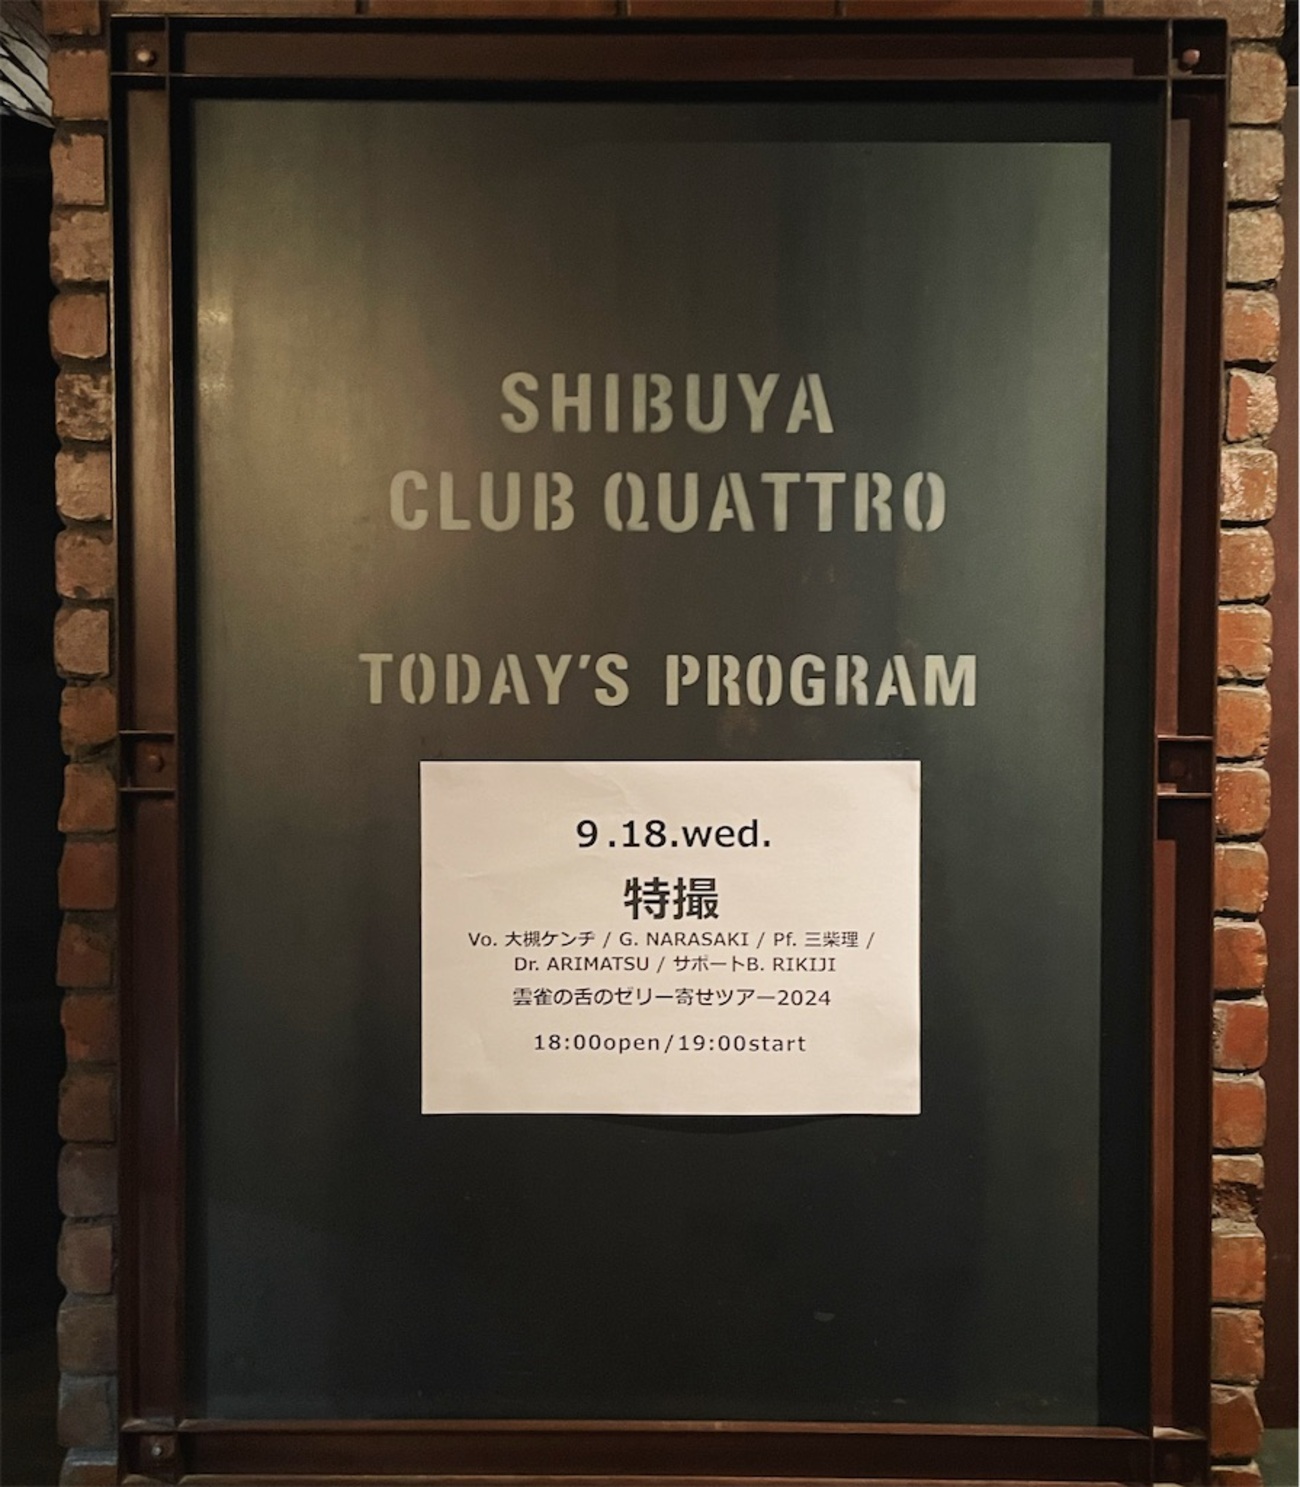 SHIBUYA
CLUB QUATTRO
TODAY'S PROGRAM
9.18.wed.
特撮
Vo. 大槻ケンヂ / G. NARASAKI / Pf. 三柴理 /
Dr. ARIMATSU / サポートB. RIKIJI
雲雀の舌のゼリー寄せツアー2024
18:00open/19:00start